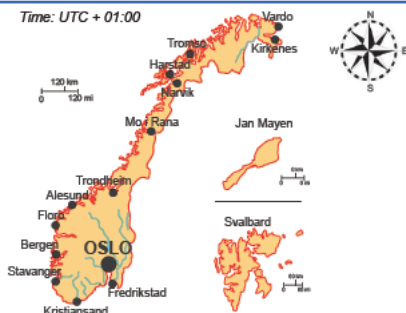 Time: UTC + 01:00
Vardo
Tromso
Kirkenes
Harstad
Narvik
120 km
120 mi
Mo i Rana
Jan Mayen
Trondheim
Alesund
Floro
Svalbard
Bergen
OSLO
Stavanger
Fredrikstad
Kristiansand
N
W
E
S